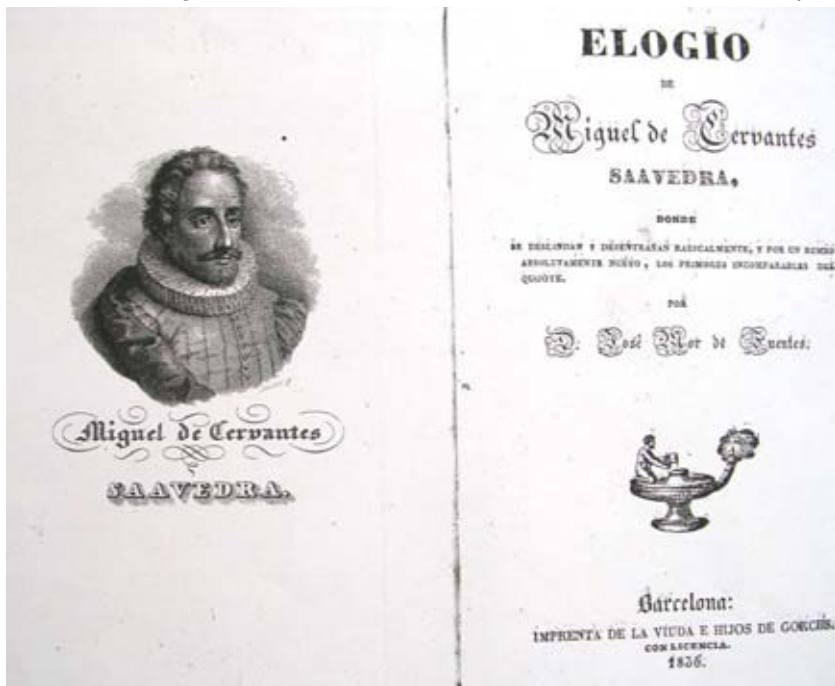 Miguel de Cervantes
SAAVEDRA.
ELOGIO
DE
Miguel de Cervantes
SAAVEDRA,
DONDE
SE DESLINDAN Y DESENTRAÑAN RADICALMENTE, Y POR UN RUMBO
ABSOLUTAMENTE NUEVO, LOS PRIMORES INCOMPARABLES DEL
QUIJOTE.
POR
D. José Mor de Fuentes.
Barcelona:
IMPRENTA DE LA VIUDA E HIJOS DE GORCHS.
CON LICENCIA.
1836.